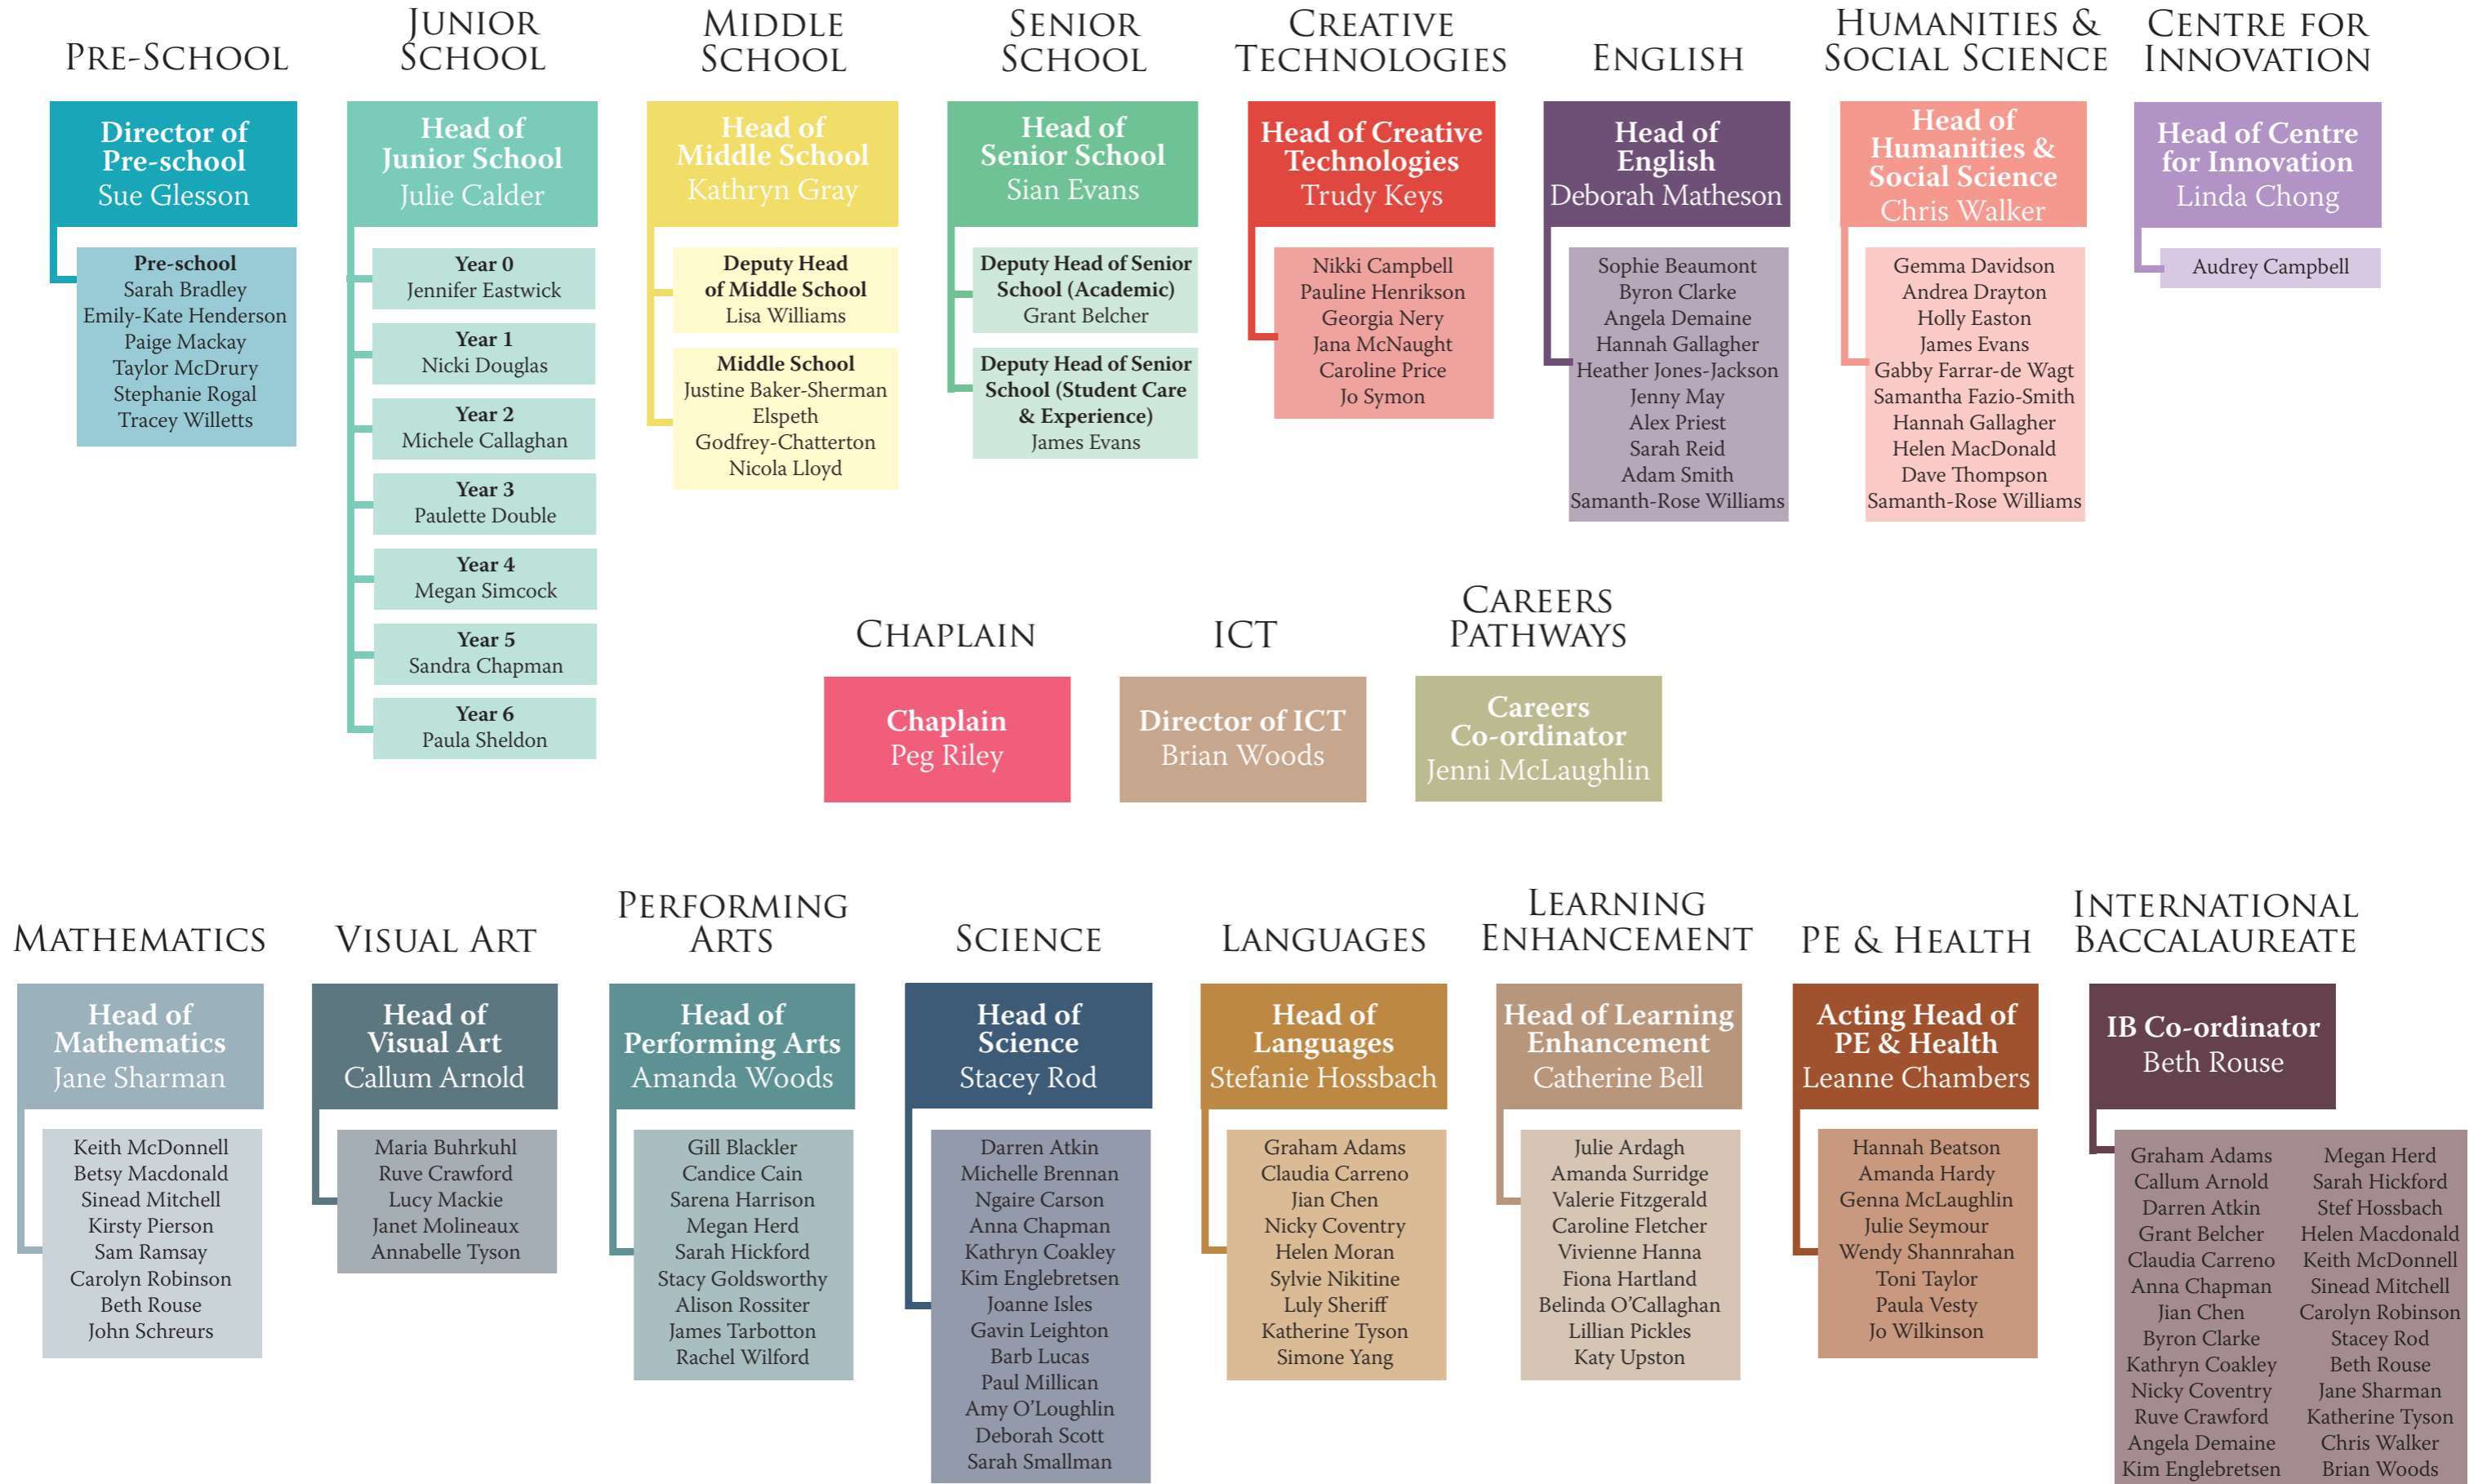 PRE-SCHOOL
Director of
Pre-school
Sue Glesson
Pre-school
Sarah Bradley
Emily-Kate Henderson
Paige Mackay
Taylor McDrury
Stephanie Rogal
Tracey Willetts
JUNIOR
SCHOOL
Head of
Junior School
Julie Calder
Year 0
Jennifer Eastwick
Year 1
Nicki Douglas
Year 2
Michele Callaghan
Year 3
Paulette Double
Year 4
Megan Simcock
Year 5
Sandra Chapman
Year 6
Paula Sheldon
MIDDLE
SCHOOL
Head of
Middle School
Kathryn Gray
Deputy Head
of Middle School
Lisa Williams
Middle School
Justine Baker-Sherman
Elspeth
Godfrey-Chatterton
Nicola Lloyd
SENIOR
SCHOOL
Head of
Senior School
Sian Evans
Deputy Head of Senior
School (Academic)
Grant Belcher
Deputy Head of Senior
School (Student Care
& Experience)
James Evans
CREATIVE
TECHNOLOGIES
Head of Creative
Technologies
Trudy Keys
Nikki Campbell
Pauline Henrikson
Georgia Nery
Jana McNaught
Caroline Price
Jo Symon
ENGLISH
Head of
English
Deborah Matheson
Sophie Beaumont
Byron Clarke
Angela Demaine
Hannah Gallagher
Heather Jones-Jackson
Jenny May
Alex Priest
Sarah Reid
Adam Smith
Samanth-Rose Williams
HUMANITIES &
SOCIAL SCIENCE
Head of
Humanities &
Social Science
Chris Walker
Gemma Davidson
Andrea Drayton
Holly Easton
James Evans
Gabby Farrar-de Wagt
Samantha Fazio-Smith
Hannah Gallagher
Helen MacDonald
Dave Thompson
Samanth-Rose Williams
CENTRE FOR
INNOVATION
Head of Centre
for Innovation
Linda Chong
Audrey Campbell
CHAPLAIN
Chaplain
Peg Riley
ICT
Director of ICT
Brian Woods
CAREERS
PATHWAYS
Careers
Co-ordinator
Jenni McLaughlin
MATHEMATICS
Head of
Mathematics
Jane Sharman
Keith McDonnell
Betsy Macdonald
Sinead Mitchell
Kirsty Pierson
Sam Ramsay
Carolyn Robinson
Beth Rouse
John Schreurs
VISUAL ART
Head of
Visual Art
Callum Arnold
Maria Buhrkuhl
Ruve Crawford
Lucy Mackie
Janet Molineaux
Annabelle Tyson
PERFORMING
ARTS
Head of
Performing Arts
Amanda Woods
Gill Blackler
Candice Cain
Sarena Harrison
Megan Herd
Sarah Hickford
Stacy Goldsworthy
Alison Rossiter
James Tarbotton
Rachel Wilford
SCIENCE
Head of
Science
Stacey Rod
Darren Atkin
Michelle Brennan
Ngaire Carson
Anna Chapman
Kathryn Coakley
Kim Englebretsen
Joanne Isles
Gavin Leighton
Barb Lucas
Paul Millican
Amy O'Loughlin
Deborah Scott
Sarah Smallman
LANGUAGES
Head of
Languages
Stefanie Hossbach
Graham Adams
Claudia Carreno
Jian Chen
Nicky Coventry
Helen Moran
Sylvie Nikitine
Luly Sheriff
Katherine Tyson
Simone Yang
LEARNING
ENHANCEMENT
Head of Learning
Enhancement
Catherine Bell
Julie Ardagh
Amanda Surridge
Valerie Fitzgerald
Caroline Fletcher
Vivienne Hanna
Fiona Hartland
Belinda O'Callaghan
Lillian Pickles
Katy Upston
PE & HEALTH
Acting Head of
PE & Health
Leanne Chambers
Hannah Beatson
Amanda Hardy
Genna McLaughlin
Julie Seymour
Wendy Shannrahan
Toni Taylor
Paula Vesty
Jo Wilkinson
INTERNATIONAL
BACCALAUREATE
IB Co-ordinator
Beth Rouse
Graham Adams
Callum Arnold
Darren Atkin
Grant Belcher
Claudia Carreno
Anna Chapman
Jian Chen
Byron Clarke
Kathryn Coakley
Nicky Coventry
Ruve Crawford
Angela Demaine
Kim Englebretsen
Megan Herd
Sarah Hickford
Stef Hossbach
Helen Macdonald
Keith McDonnell
Sinead Mitchell
Carolyn Robinson
Stacey Rod
Beth Rouse
Jane Sharman
Katherine Tyson
Chris Walker
Brian Woods